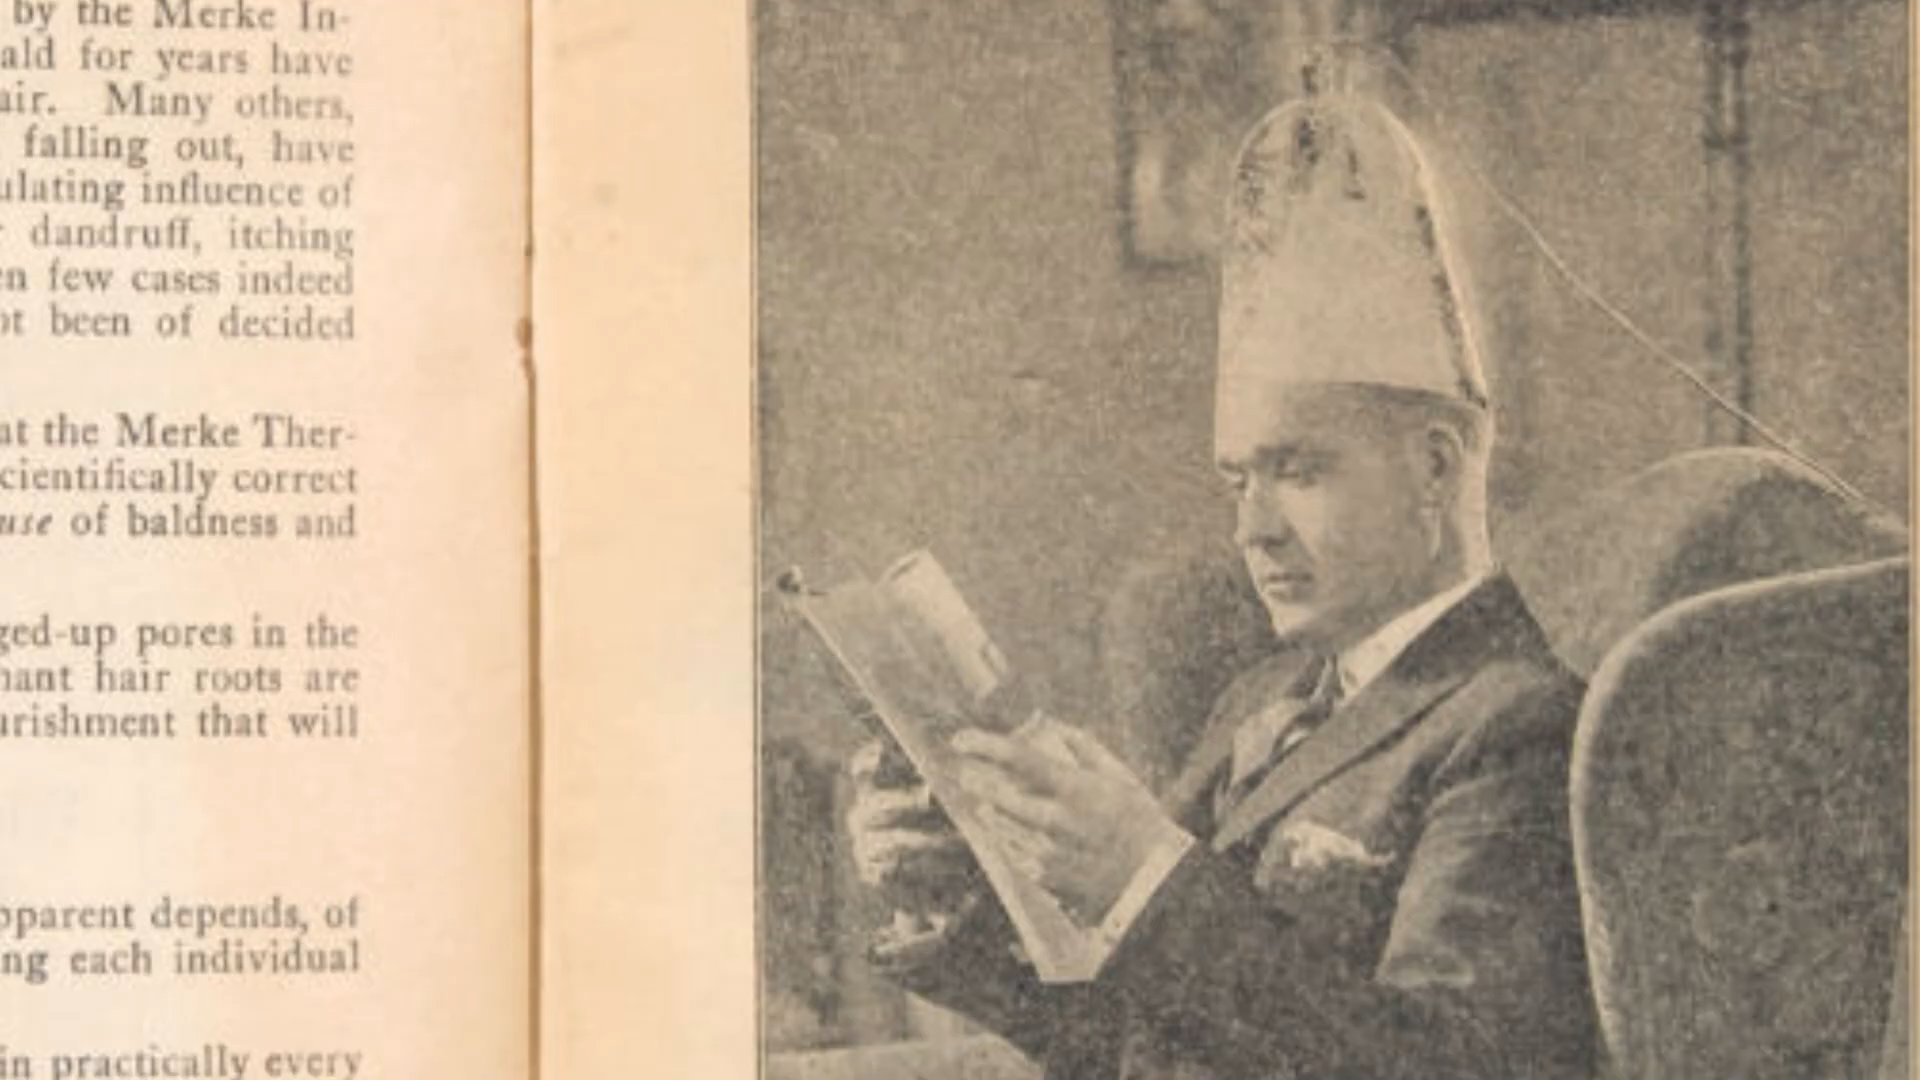 by the Merke In-
ald for years have
air. Many others,
falling out, have
ulating influence of
dandruff, itching
en few cases indeed
ot been of decided
at the Merke Ther-
cientifically correct
use of baldness and
ged-up pores in the
nant hair roots are
urishment that will
pparent depends, of
ng each individual
in practically every